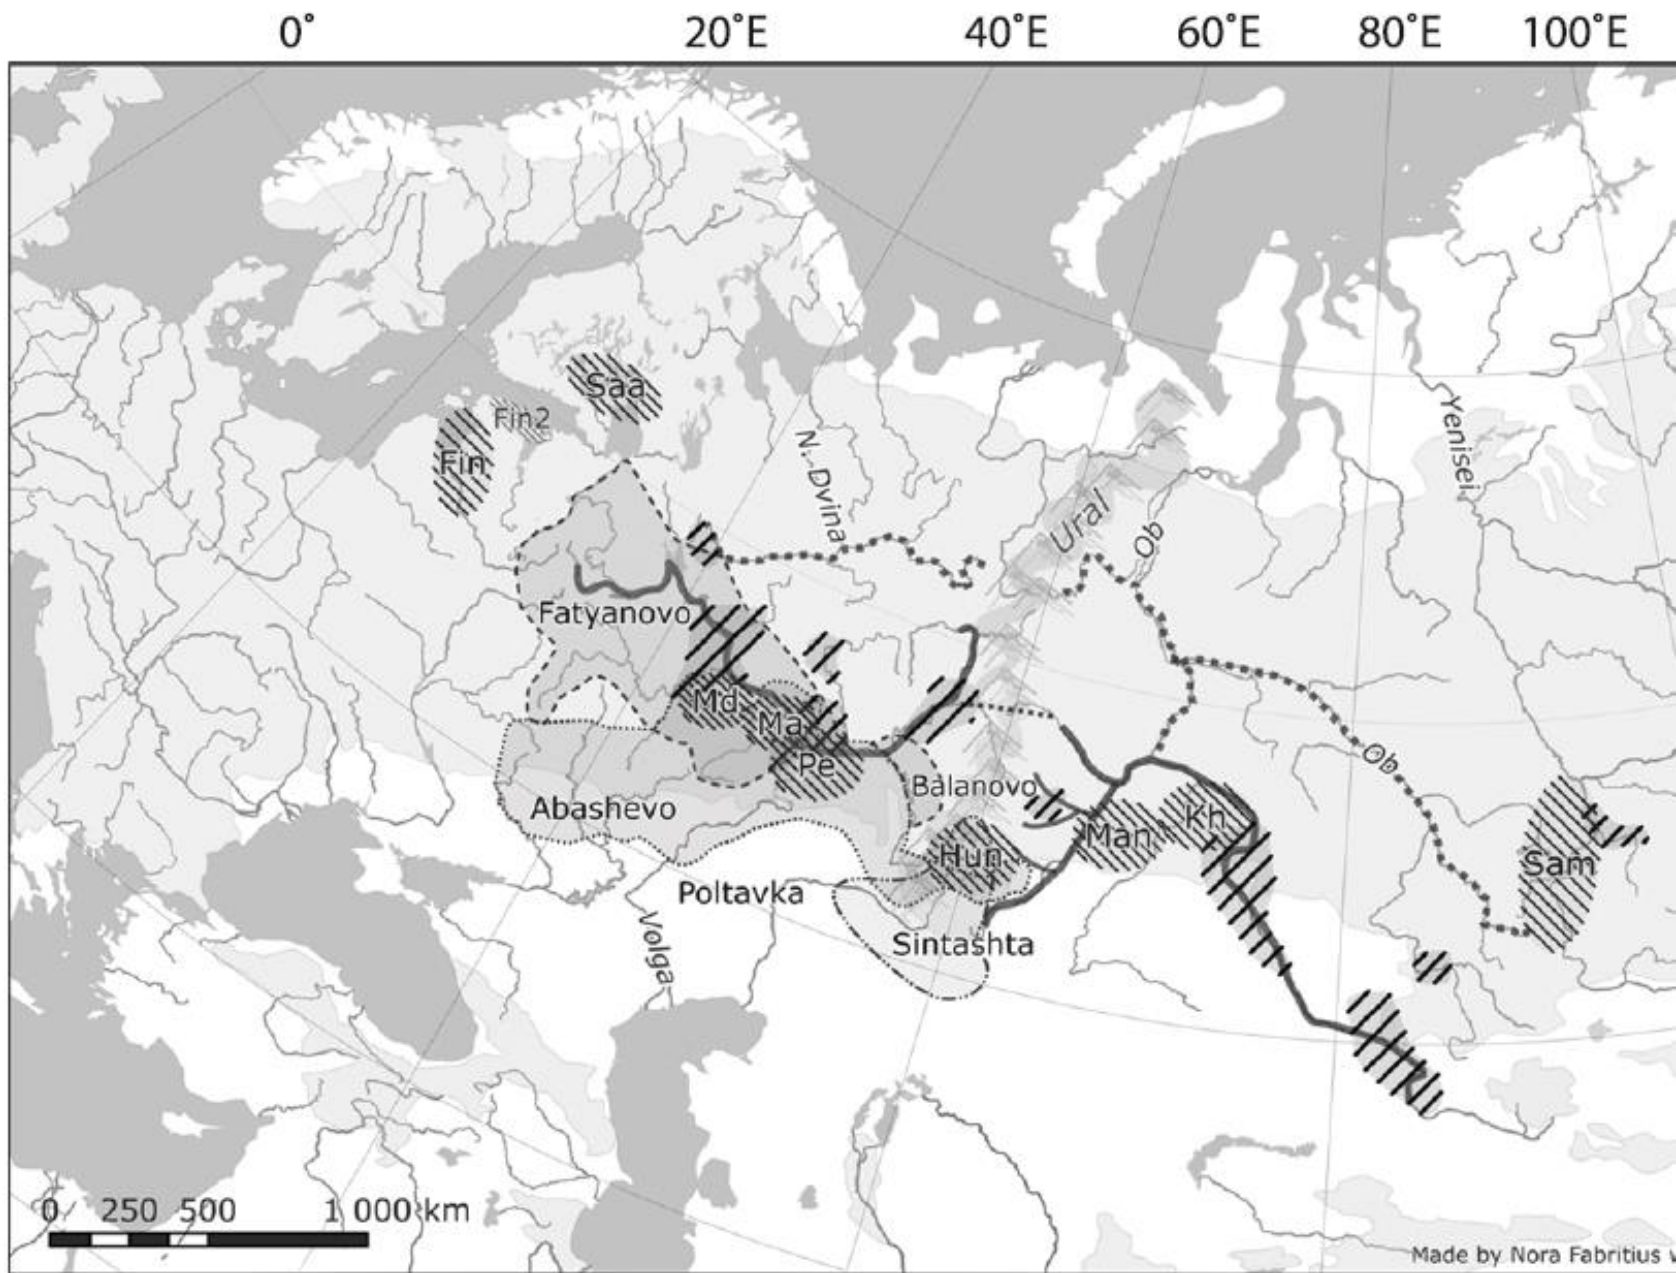 0° 20°E 40°E 60°E 80°E 100°E
Saa
Fin2
Fin
N. Dvina
Yenisei
Ural
Ob
Fatyanovo
Md
Ma
Pe
Ob
Balanovo
Abashevo
Man
Kh
Hun
Sam
Poltavka
Volga
Sintashta
0 250 500 1 000 km
Made by Nora Fabritius